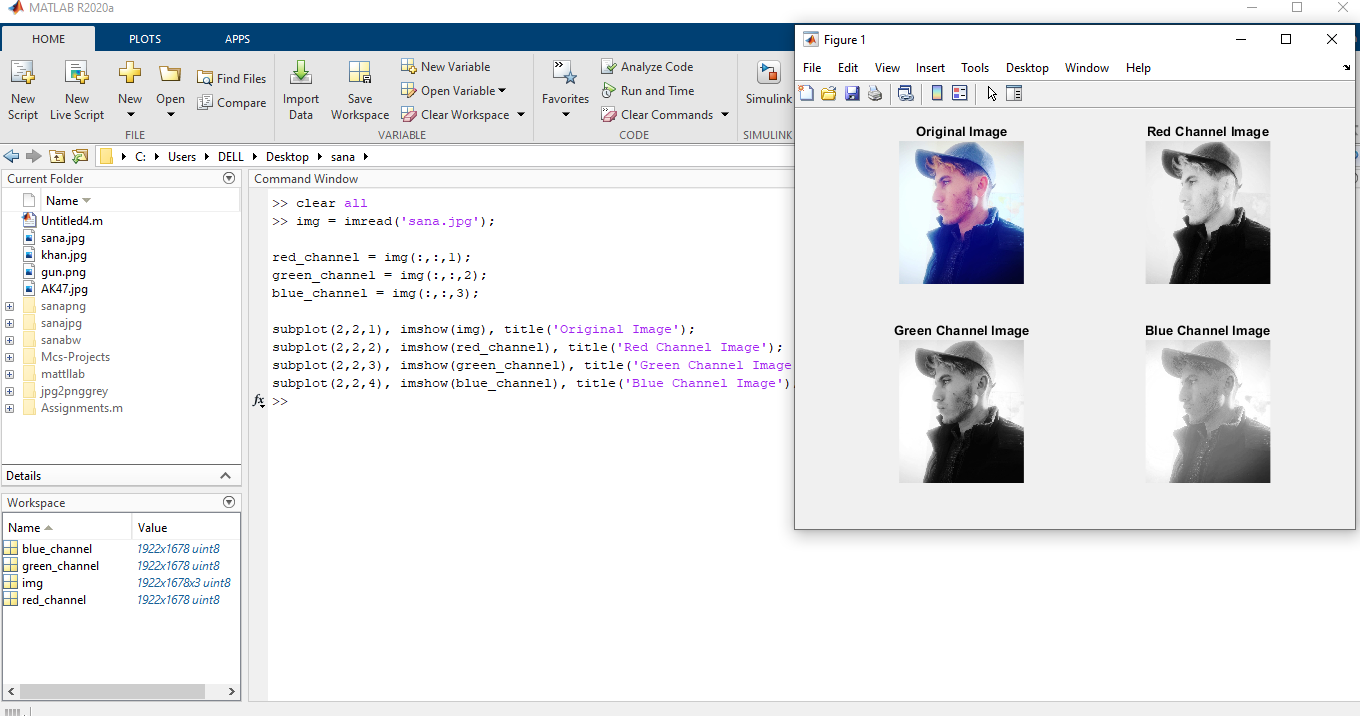 MATLAB R2020a
HOME PLOTS APPS
New Script
New Live Script
New
Open
Find Files
Compare
FILE
Import Data
Save Workspace
New Variable
Open Variable
Clear Workspace
VARIABLE
Favorites
Analyze Code
Run and Time
Clear Commands
CODE
Simulink
SIMULINK
C: Users DELL Desktop sana
Current Folder
Name
Untitled4.m
sana.jpg
khan.jpg
gun.png
AK47.jpg
sanapng
sanajpg
sanabw
Mcs-Projects
mattllab
jpg2pnggrey
Assignments.m
Details
Workspace
Name Value
blue_channel 1922x1678 uint8
green_channel 1922x1678 uint8
img 1922x1678x3 uint8
red_channel 1922x1678 uint8
Command Window
>> clear all
>> img = imread('sana.jpg');
red_channel = img(:,:,1);
green_channel = img(:,:,2);
blue_channel = img(:,:,3);
subplot(2,2,1), imshow(img), title('Original Image');
subplot(2,2,2), imshow(red_channel), title('Red Channel Image');
subplot(2,2,3), imshow(green_channel), title('Green Channel Image
subplot(2,2,4), imshow(blue_channel), title('Blue Channel Image')
fx >>
Figure 1
File Edit View Insert Tools Desktop Window Help
Original Image
Red Channel Image
Green Channel Image
Blue Channel Image